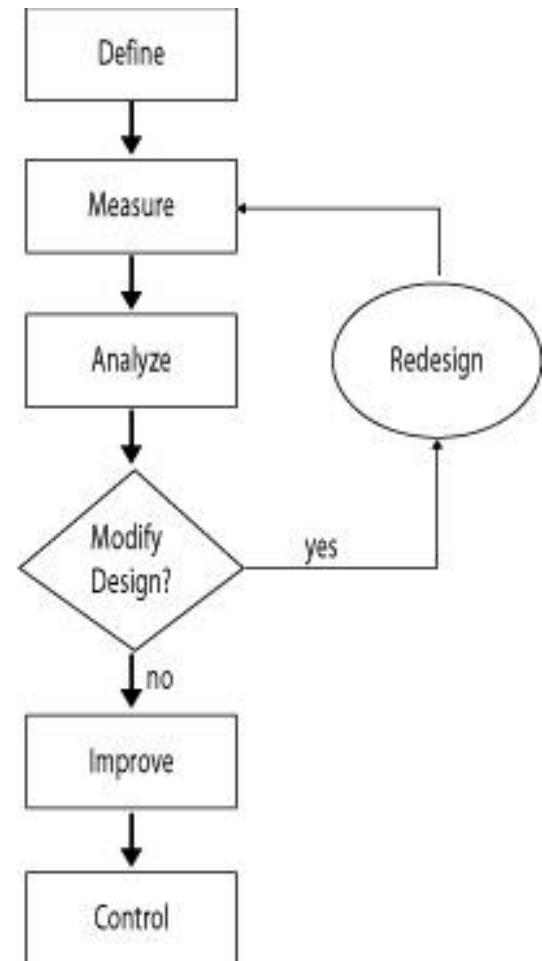 Define
Measure
Analyze
Redesign
Modify
Design?
yes
no
Improve
Control